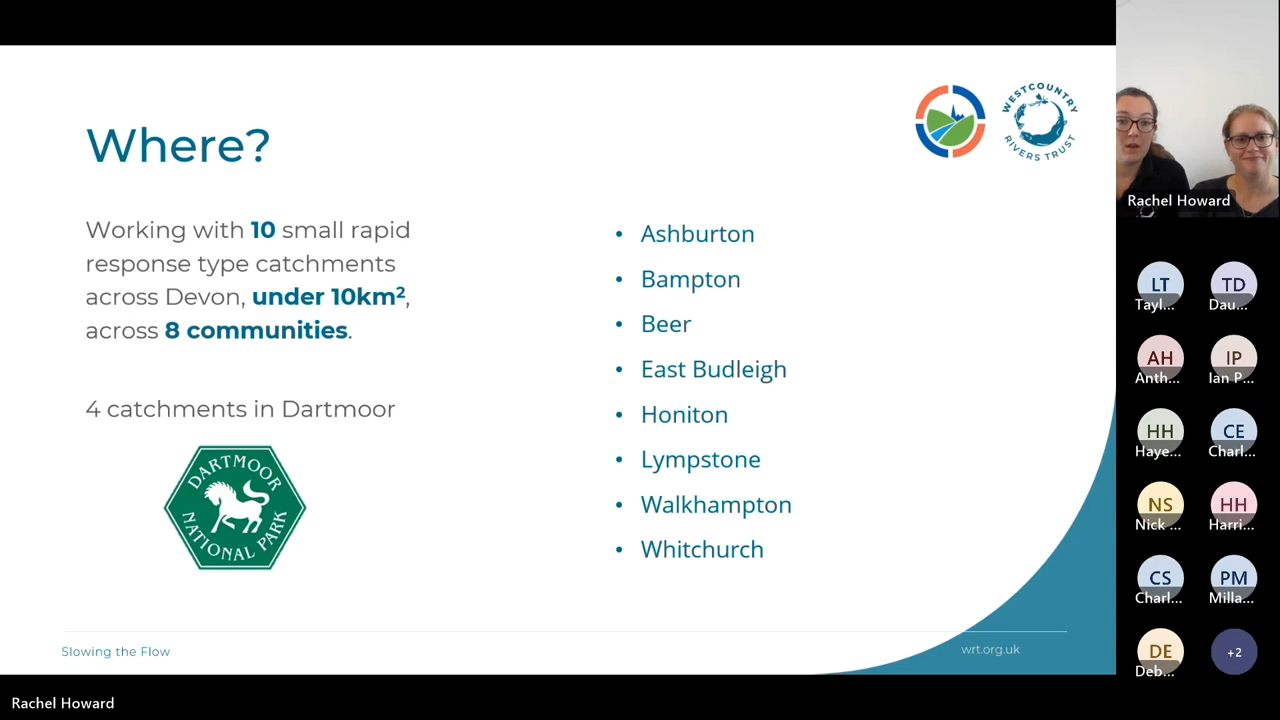 Where?
Working with 10 small rapid
response type catchments
across Devon, under 10km²,
across 8 communities.
4 catchments in Dartmoor
DARTMOOR
NATIONAL PARK
WESTCOUNTRY
RIVERS TRUST
• Ashburton
• Bampton
• Beer
• East Budleigh
• Honiton
• Lympstone
• Walkhampton
• Whitchurch
Slowing the Flow
wrt.org.uk
Rachel Howard
LT
Tayl...
TD
Dau...
AH
Anth...
IP
Ian P...
HH
Haye...
CE
Charl...
NS
Nick ...
HH
Harri...
CS
Charl...
PM
Milla...
DE
Deb...
+2
Rachel Howard